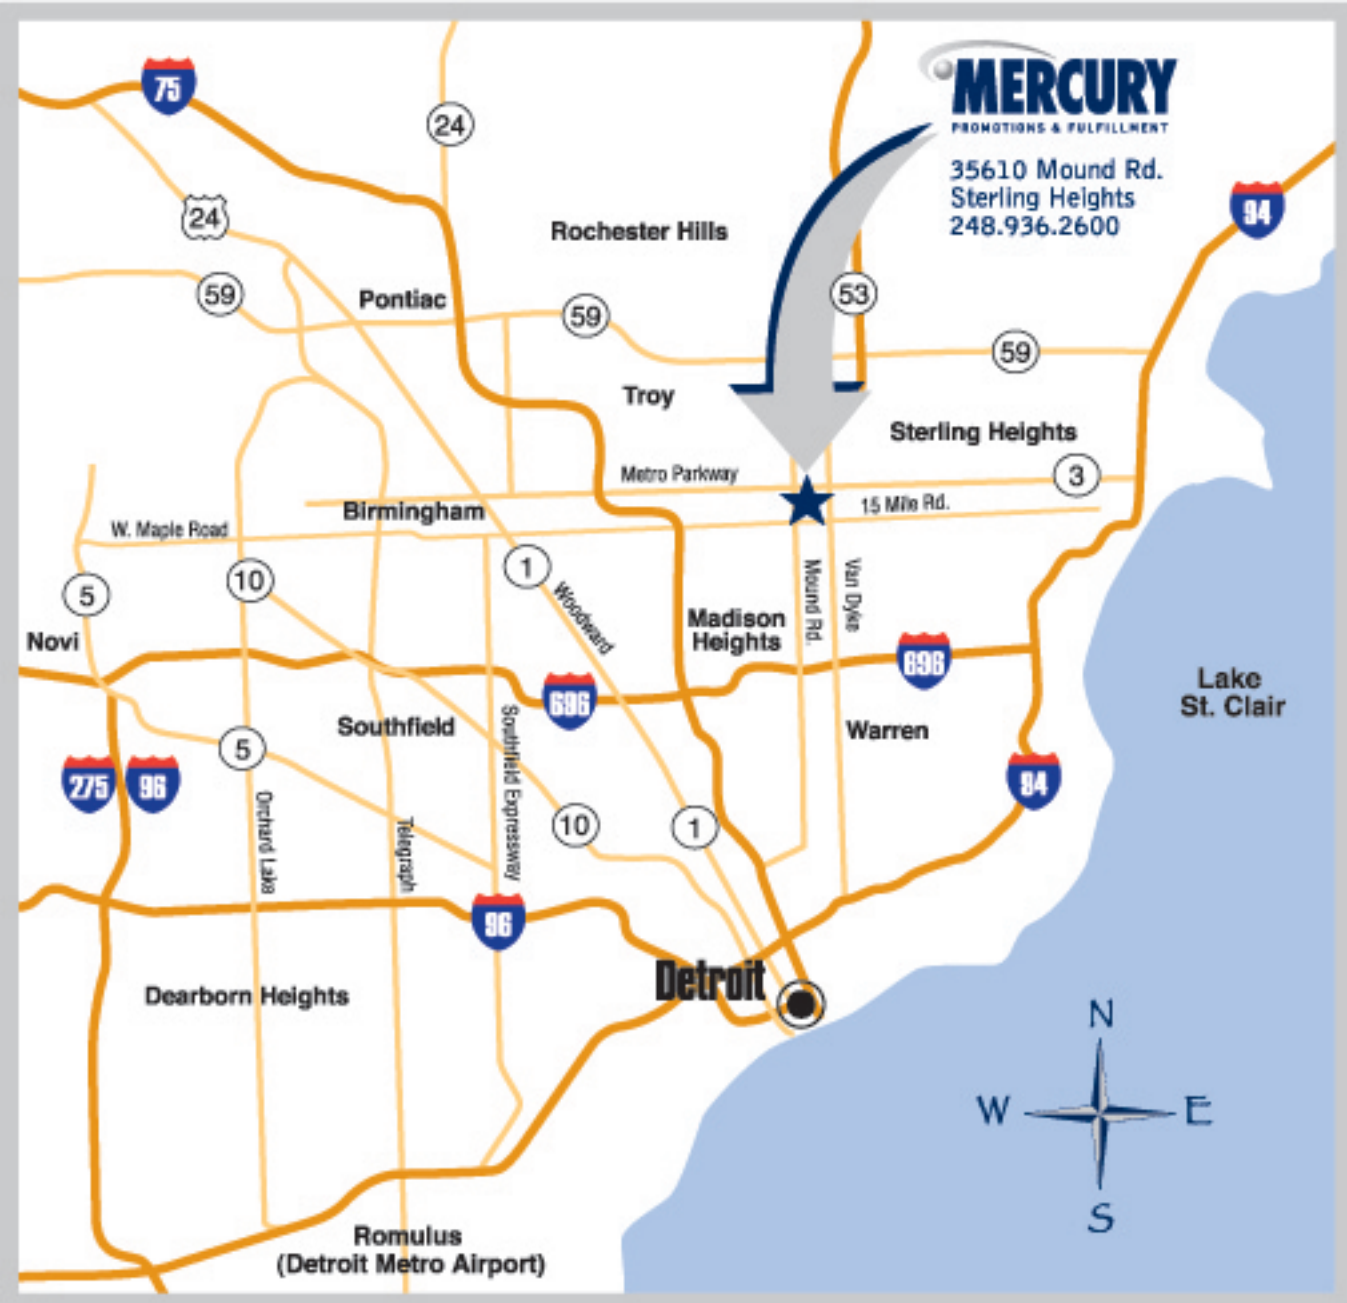 75
24
MERCURY
PROMOTIONS & FULFILLMENT
35610 Mound Rd.
Sterling Heights
248.936.2600
94
24
Rochester Hills
59
Pontiac
59
53
59
Troy
Sterling Heights
Metro Parkway
3
15 Mile Rd.
Birmingham
W. Maple Road
1
10
5
Woodward
Mound Rd.
Van Dyke
Madison
Heights
Novi
696
696
Lake
St. Clair
Southfield
Southfield Expressway
Warren
5
275
96
94
Orchard Lake
Telegraph
10
1
96
Detroit
Dearborn Heights
N
W
E
S
Romulus
(Detroit Metro Airport)